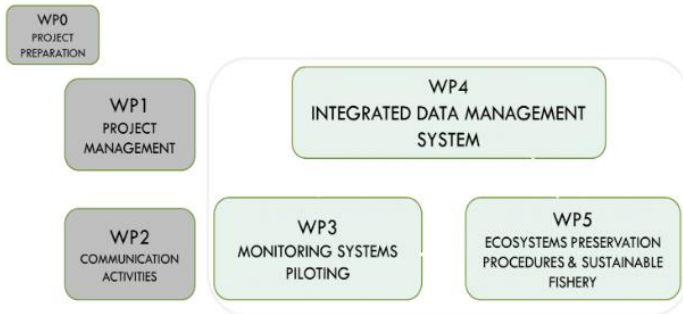 WP0
PROJECT
PREPARATION
WP1
PROJECT
MANAGEMENT
WP4
INTEGRATED DATA MANAGEMENT
SYSTEM
WP2
COMMUNICATION
ACTIVITIES
WP3
MONITORING SYSTEMS
PILOTING
WP5
ECOSYSTEMS PRESERVATION
PROCEDURES & SUSTAINABLE
FISHERY